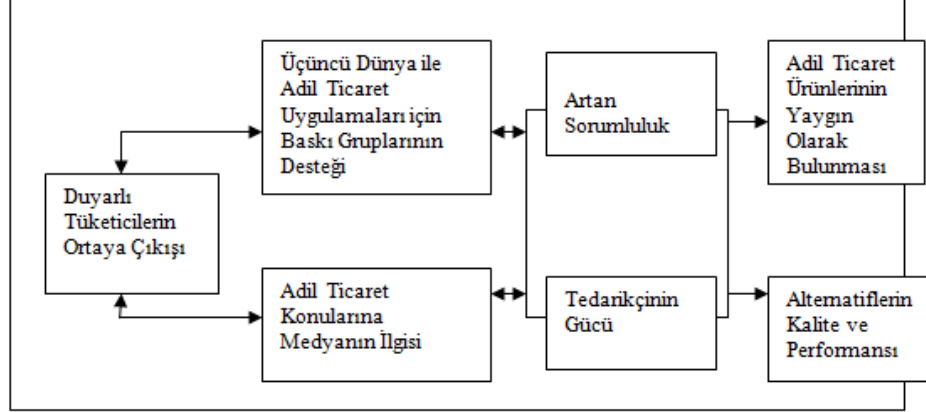 Duyarlı
Tüketicilerin
Ortaya Çıkışı
Üçüncü Dünya ile
Adil Ticaret
Uygulamaları için
Baskı Gruplarının
Desteği
Adil Ticaret
Konularına
Medyanın İlgisi
Artan
Sorumluluk
Tedarikçinin
Gücü
Adil Ticaret
Ürünlerinin
Yaygın
Olarak
Bulunması
Alternatiflerin
Kalite ve
Performansı